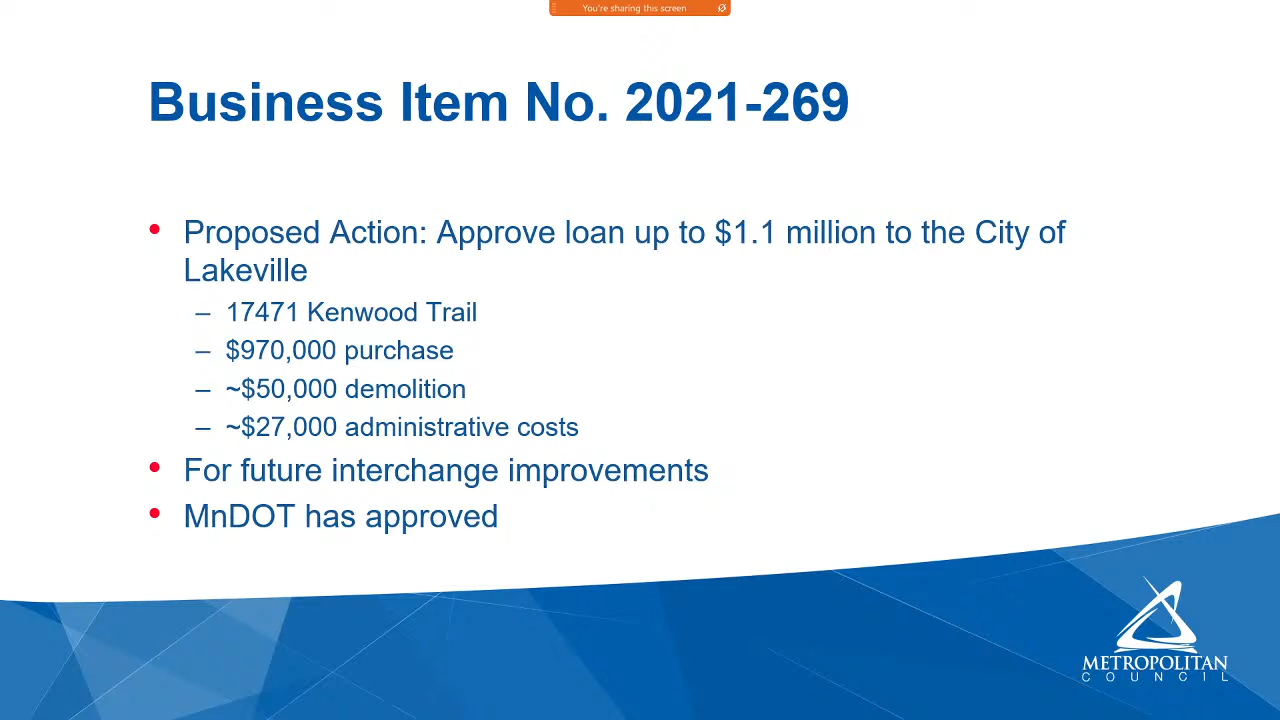 You're sharing this screen
Business Item No. 2021-269
• Proposed Action: Approve loan up to $1.1 million to the City of
Lakeville
– 17471 Kenwood Trail
– $970,000 purchase
– ~$50,000 demolition
– ~$27,000 administrative costs
• For future interchange improvements
• MnDOT has approved
METROPOLITAN
COUNCIL